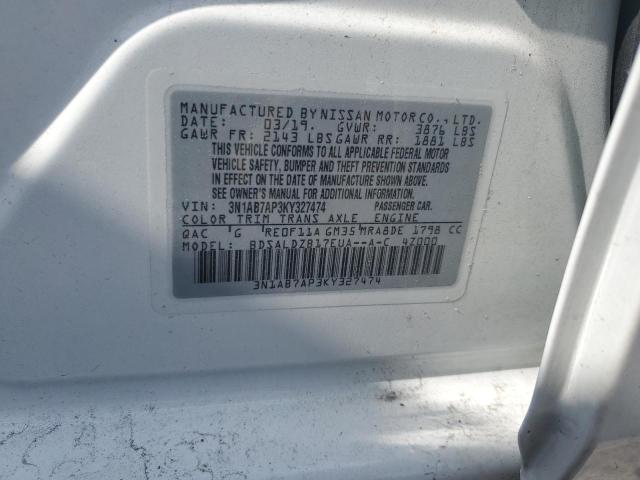 MANUFACTURED BY NISSAN MOTOR CO., LTD.
DATE: 03/19. GVWR: 3876 LBS
GAWR FR: 2143 LBS GAWR RR: 1881 LBS
THIS VEHICLE CONFORMS TO ALL APPLICABLE FEDERAL MOTOR
VEHICLE SAFETY, BUMPER AND THEFT PREVENTION STANDARDS
IN EFFECT ON THE DATE OF MANUFACTURE SHOWN ABOVE.
SEE OWNER'S MANUAL FOR ADDITIONAL INFORMATION.
VIN: 3N1AB7AP3KY327474 PASSENGER CAR.
COLOR TRIM TRANS AXLE ENGINE
QAC G RE0F11A GM35 MRA8DE 1798 CC
MODEL: BDSALDZB17EUA--A-C 4Z000
3N1AB7AP3KY327474